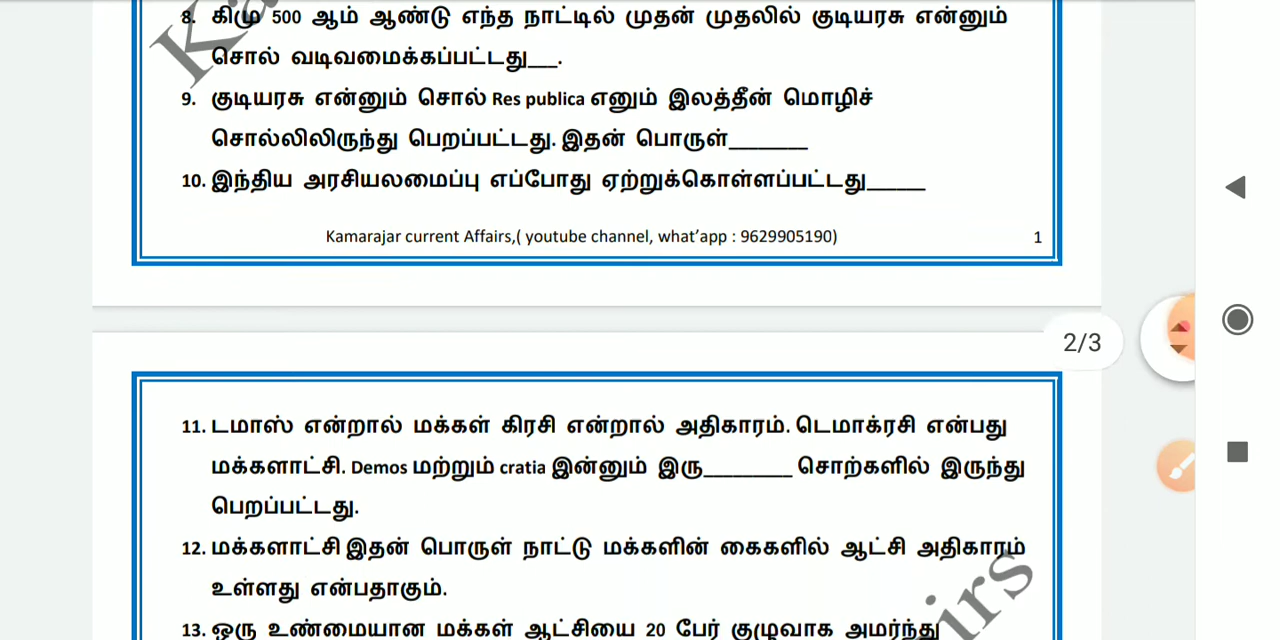 8. கிமு 500 ஆம் ஆண்டு எந்த நாட்டில் முதன் முதலில் குடியரசு என்னும்
சொல் வடிவமைக்கப்பட்டது___.
9. குடியரசு என்னும் சொல் Res publica எனும் இலத்தீன் மொழிச்
சொல்லிலிருந்து பெறப்பட்டது. இதன் பொருள்________
10. இந்திய அரசியலமைப்பு எப்போது ஏற்றுக்கொள்ளப்பட்டது______
Kamarajar current Affairs,( youtube channel, what’app : 9629905190)
1
2/3
11. டமாஸ் என்றால் மக்கள் கிரசி என்றால் அதிகாரம். டெமாக்ரசி என்பது
மக்களாட்சி. Demos மற்றும் cratia இன்னும் இரு_________ சொற்களில் இருந்து
பெறப்பட்டது.
12. மக்களாட்சி இதன் பொருள் நாட்டு மக்களின் கைகளில் ஆட்சி அதிகாரம்
உள்ளது என்பதாகும்.
irs
13. ஒரு உண்மையான மக்கள் ஆட்சியை 20 பேர் குழுவாக அமர்ந்து